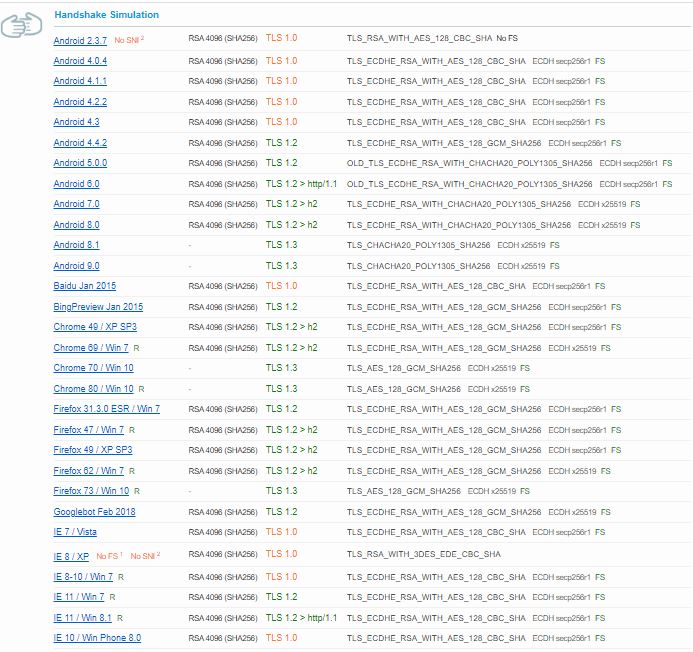 Handshake Simulation
Android 2.3.7 No SNI 2 RSA 4096 (SHA256) TLS 1.0 TLS_RSA_WITH_AES_128_CBC_SHA No FS
Android 4.0.4 RSA 4096 (SHA256) TLS 1.0 TLS_ECDHE_RSA_WITH_AES_128_CBC_SHA ECDH secp256r1 FS
Android 4.1.1 RSA 4096 (SHA256) TLS 1.0 TLS_ECDHE_RSA_WITH_AES_128_CBC_SHA ECDH secp256r1 FS
Android 4.2.2 RSA 4096 (SHA256) TLS 1.0 TLS_ECDHE_RSA_WITH_AES_128_CBC_SHA ECDH secp256r1 FS
Android 4.3 RSA 4096 (SHA256) TLS 1.0 TLS_ECDHE_RSA_WITH_AES_128_CBC_SHA ECDH secp256r1 FS
Android 4.4.2 RSA 4096 (SHA256) TLS 1.2 TLS_ECDHE_RSA_WITH_AES_128_GCM_SHA256 ECDH secp256r1 FS
Android 5.0.0 RSA 4096 (SHA256) TLS 1.2 OLD_TLS_ECDHE_RSA_WITH_CHACHA20_POLY1305_SHA256 ECDH secp256r1 FS
Android 6.0 RSA 4096 (SHA256) TLS 1.2 > http/1.1 OLD_TLS_ECDHE_RSA_WITH_CHACHA20_POLY1305_SHA256 ECDH secp256r1 FS
Android 7.0 RSA 4096 (SHA256) TLS 1.2 > h2 TLS_ECDHE_RSA_WITH_CHACHA20_POLY1305_SHA256 ECDH x25519 FS
Android 8.0 RSA 4096 (SHA256) TLS 1.2 > h2 TLS_ECDHE_RSA_WITH_CHACHA20_POLY1305_SHA256 ECDH x25519 FS
Android 8.1 - TLS 1.3 TLS_CHACHA20_POLY1305_SHA256 ECDH x25519 FS
Android 9.0 - TLS 1.3 TLS_CHACHA20_POLY1305_SHA256 ECDH x25519 FS
Baidu Jan 2015 RSA 4096 (SHA256) TLS 1.0 TLS_ECDHE_RSA_WITH_AES_128_CBC_SHA ECDH secp256r1 FS
BingPreview Jan 2015 RSA 4096 (SHA256) TLS 1.2 TLS_ECDHE_RSA_WITH_AES_128_GCM_SHA256 ECDH secp256r1 FS
Chrome 49 / XP SP3 RSA 4096 (SHA256) TLS 1.2 > h2 TLS_ECDHE_RSA_WITH_AES_128_GCM_SHA256 ECDH secp256r1 FS
Chrome 69 / Win 7 R RSA 4096 (SHA256) TLS 1.2 > h2 TLS_ECDHE_RSA_WITH_AES_128_GCM_SHA256 ECDH x25519 FS
Chrome 70 / Win 10 - TLS 1.3 TLS_AES_128_GCM_SHA256 ECDH x25519 FS
Chrome 80 / Win 10 R - TLS 1.3 TLS_AES_128_GCM_SHA256 ECDH x25519 FS
Firefox 31.3.0 ESR / Win 7 RSA 4096 (SHA256) TLS 1.2 TLS_ECDHE_RSA_WITH_AES_128_GCM_SHA256 ECDH secp256r1 FS
Firefox 47 / Win 7 R RSA 4096 (SHA256) TLS 1.2 > h2 TLS_ECDHE_RSA_WITH_AES_128_GCM_SHA256 ECDH secp256r1 FS
Firefox 49 / XP SP3 RSA 4096 (SHA256) TLS 1.2 > h2 TLS_ECDHE_RSA_WITH_AES_128_GCM_SHA256 ECDH secp256r1 FS
Firefox 62 / Win 7 R RSA 4096 (SHA256) TLS 1.2 > h2 TLS_ECDHE_RSA_WITH_AES_128_GCM_SHA256 ECDH x25519 FS
Firefox 73 / Win 10 R - TLS 1.3 TLS_AES_128_GCM_SHA256 ECDH x25519 FS
Googlebot Feb 2018 RSA 4096 (SHA256) TLS 1.2 TLS_ECDHE_RSA_WITH_AES_128_GCM_SHA256 ECDH x25519 FS
IE 7 / Vista RSA 4096 (SHA256) TLS 1.0 TLS_ECDHE_RSA_WITH_AES_128_CBC_SHA ECDH secp256r1 FS
IE 8 / XP No FS 1 No SNI 2 RSA 4096 (SHA256) TLS 1.0 TLS_RSA_WITH_3DES_EDE_CBC_SHA
IE 8-10 / Win 7 R RSA 4096 (SHA256) TLS 1.0 TLS_ECDHE_RSA_WITH_AES_128_CBC_SHA ECDH secp256r1 FS
IE 11 / Win 7 R RSA 4096 (SHA256) TLS 1.2 TLS_ECDHE_RSA_WITH_AES_128_CBC_SHA ECDH secp256r1 FS
IE 11 / Win 8.1 R RSA 4096 (SHA256) TLS 1.2 > http/1.1 TLS_ECDHE_RSA_WITH_AES_128_CBC_SHA ECDH secp256r1 FS
IE 10 / Win Phone 8.0 RSA 4096 (SHA256) TLS 1.0 TLS_ECDHE_RSA_WITH_AES_128_CBC_SHA ECDH secp256r1 FS